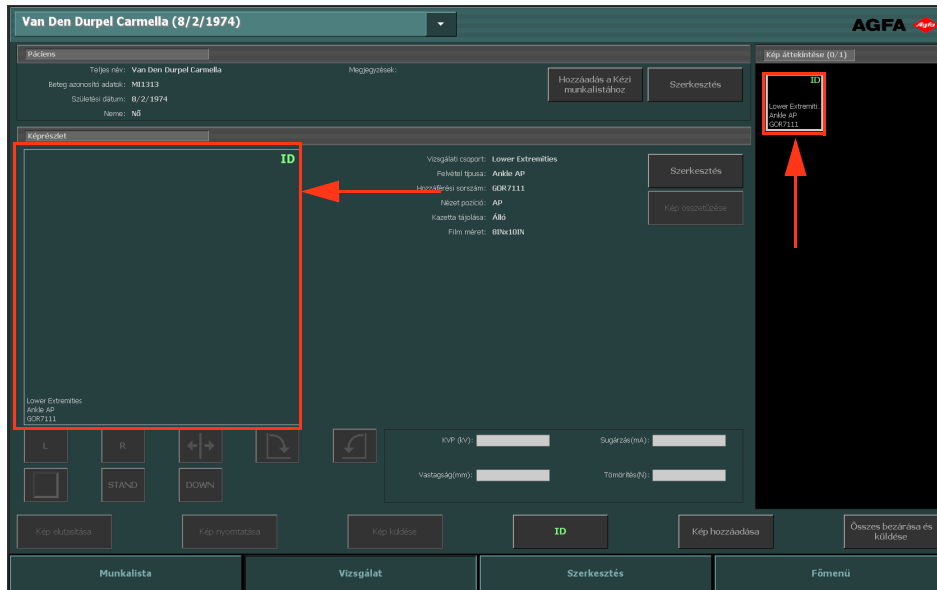 Van Den Durpel Carmella (8/2/1974)
AGFA
Agfa
Páciens
Teljes név: Van Den Durpel Carmella
Beteg azonosító adatok: MI1313
Születési dátum: 8/2/1974
Neme: Nő
Megjegyzések:
Hozzáadás a Kézi
munkalistához
Szerkesztés
Kép áttekintése (0/1)
ID
Lower Extremiti..
Ankle AP
GOR7111
Képrészlet
ID
Lower Extremities
Ankle AP
GOR7111
Vizsgálati csoport: Lower Extremities
Felvétel típusa: Ankle AP
Hozzáférési sorszám: GOR7111
Nézet pozíció: AP
Kazetta tájolása: Álló
Film méret: 8INx10IN
Szerkesztés
Kép összetűzése
L
R
STAND
DOWN
KVP (kV):
Sugárzás(mA):
Vastagság(mm):
Tömörítés(N):
Kép elutasítása
Kép nyomtatása
Kép küldése
ID
Kép hozzáadása
Összes bezárása és
küldése
Munkalista
Vizsgálat
Szerkesztés
Főmenü